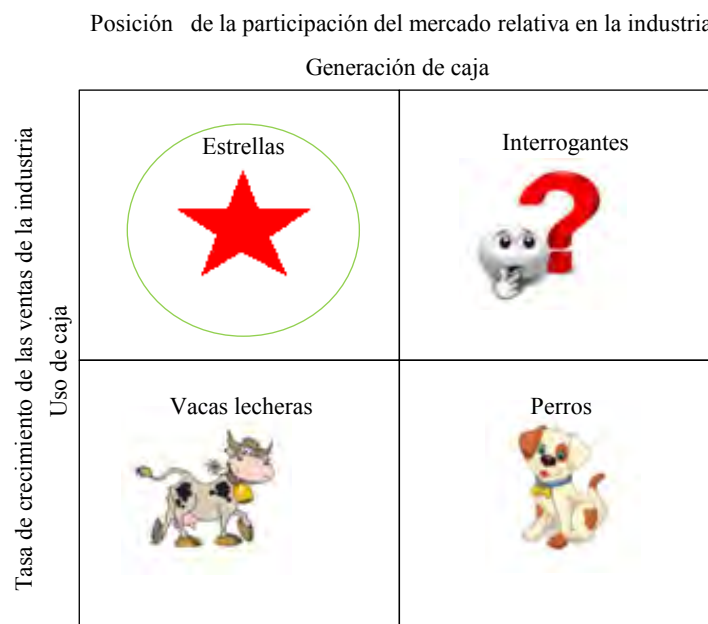 Posición de la participación del mercado relativa en la industria
Generación de caja
Tasa de crecimiento de las ventas de la industria
Uso de caja
Estrellas
Interrogantes
Vacas lecheras
Perros